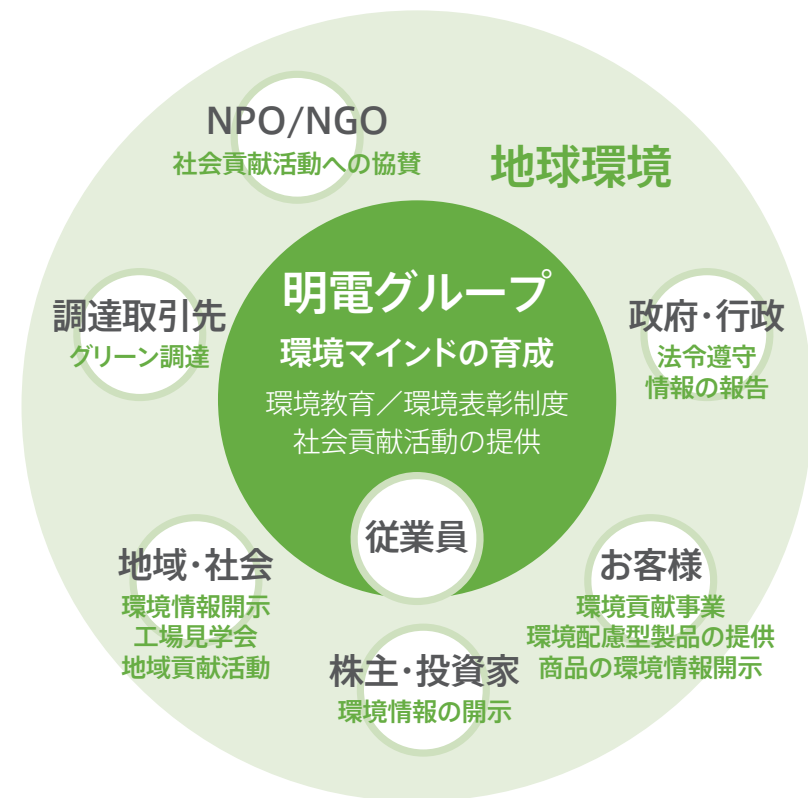 NPO/NGO
社会貢献活動への協賛
地球環境
明電グループ
環境マインドの育成
環境教育／環境表彰制度
社会貢献活動の提供
調達取引先
グリーン調達
政府・行政
法令遵守
情報の報告
従業員
地域・社会
環境情報開示
工場見学会
地域貢献活動
お客様
環境貢献事業
環境配慮型製品の提供
商品の環境情報開示
株主・投資家
環境情報の開示